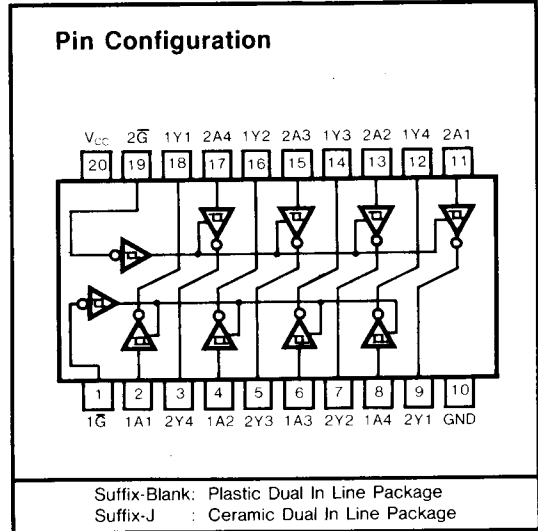 Pin Configuration
V_CC 2G̅ 1Y1 2A4 1Y2 2A3 1Y3 2A2 1Y4 2A1
20 19 18 17 16 15 14 13 12 11
1 2 3 4 5 6 7 8 9 10
1G̅ 1A1 2Y4 1A2 2Y3 1A3 2Y2 1A4 2Y1 GND
Suffix-Blank: Plastic Dual In Line Package
Suffix-J : Ceramic Dual In Line Package